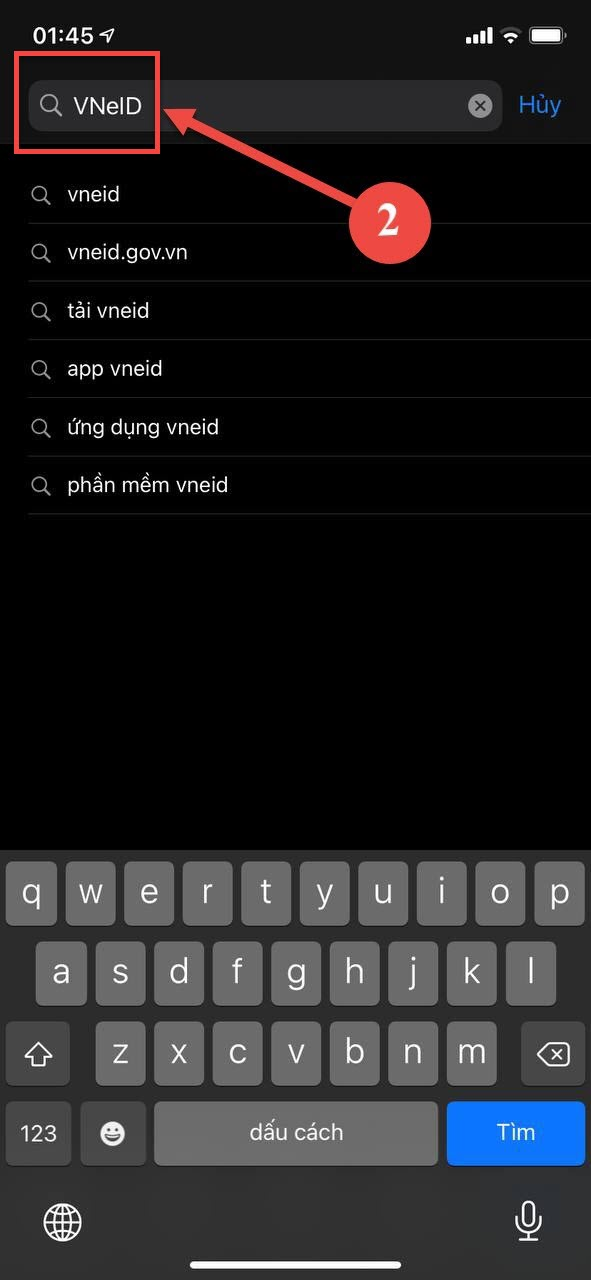 01:45
VNeID
Hủy
2
vneid
vneid.gov.vn
tải vneid
app vneid
ứng dụng vneid
phần mềm vneid
q w e r t y u i o p
a s d f g h j k l
z x c v b n m
123 dấu cách Tìm